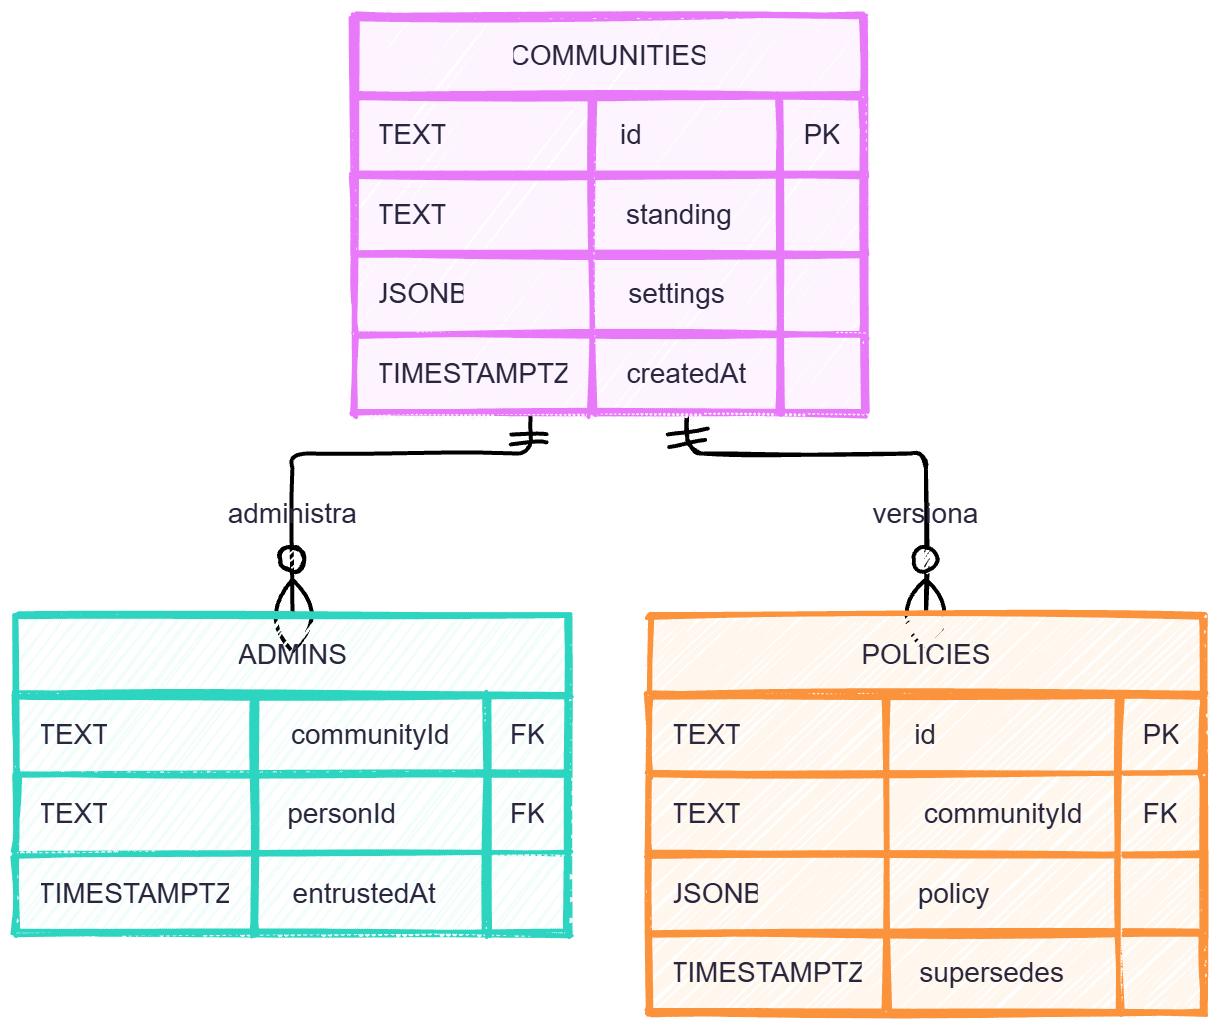 COMMUNITIES
TEXT id PK
TEXT standing
JSONB settings
TIMESTAMPTZ createdAt
administra versiona
ADMINS
TEXT communityId FK
TEXT personId FK
TIMESTAMPTZ entrustedAt
POLICIES
TEXT id PK
TEXT communityId FK
JSONB policy
TIMESTAMPTZ supersedes